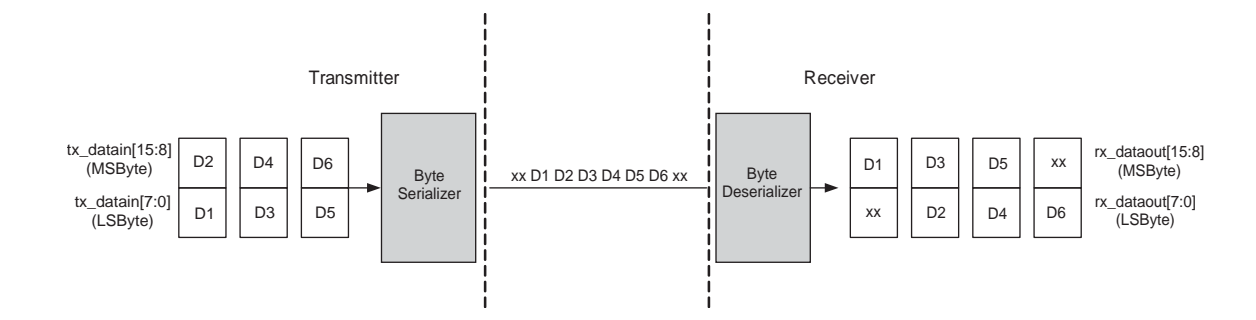 Transmitter
Receiver
tx_datain[15:8]
(MSByte)
D2 D4 D6
tx_datain[7:0]
(LSByte)
D1 D3 D5
Byte
Serializer
xx D1 D2 D3 D4 D5 D6 xx
Byte
Deserializer
D1 D3 D5 xx
rx_dataout[15:8]
(MSByte)
xx D2 D4 D6
rx_dataout[7:0]
(LSByte)